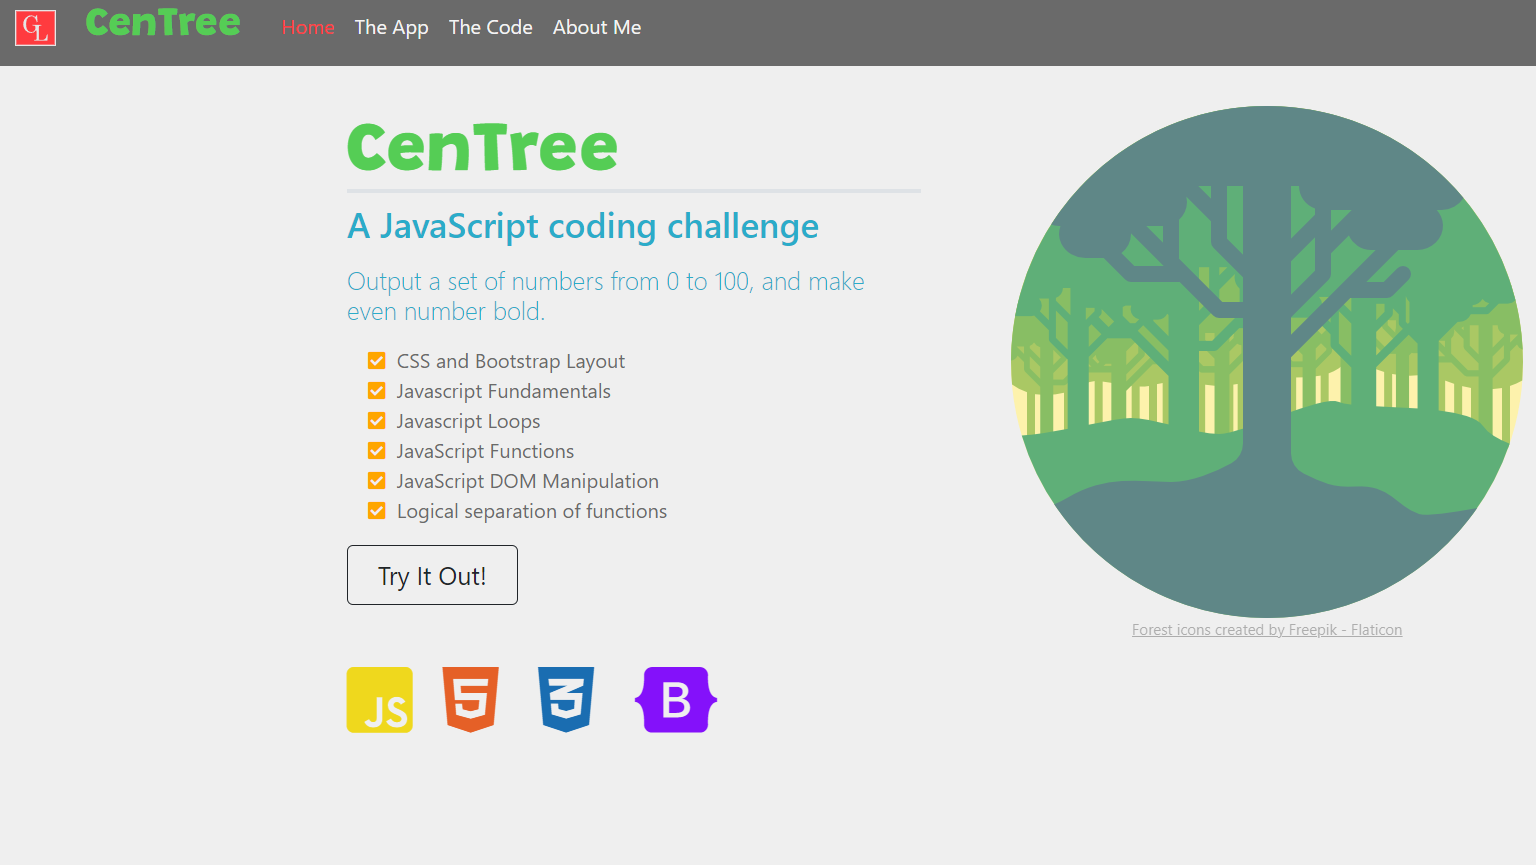 GL
CenTree
Home
The App
The Code
About Me
CenTree
A JavaScript coding challenge
Output a set of numbers from 0 to 100, and make
even number bold.
CSS and Bootstrap Layout
Javascript Fundamentals
Javascript Loops
JavaScript Functions
JavaScript DOM Manipulation
Logical separation of functions
Try It Out!
Forest icons created by Freepik - Flaticon
JS
5
3
B